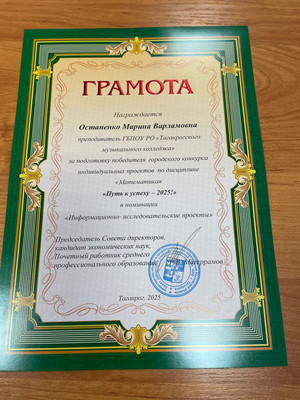 ГРАМОТА
Награждается
Остапенко Марина Варламовна
преподаватель ГБПОУ РО «Таганрогского
музыкального колледжа»
за подготовку победителя городского конкурса
индивидуальных проектов по дисциплине
«Математика»
«Путь к успеху – 2025!»
в номинации
«Информационно- исследовательские проекты»
Председатель Совета директоров,
кандидат экономических наук,
Почетный работник среднего
профессионального образования
Таганрог, 2025